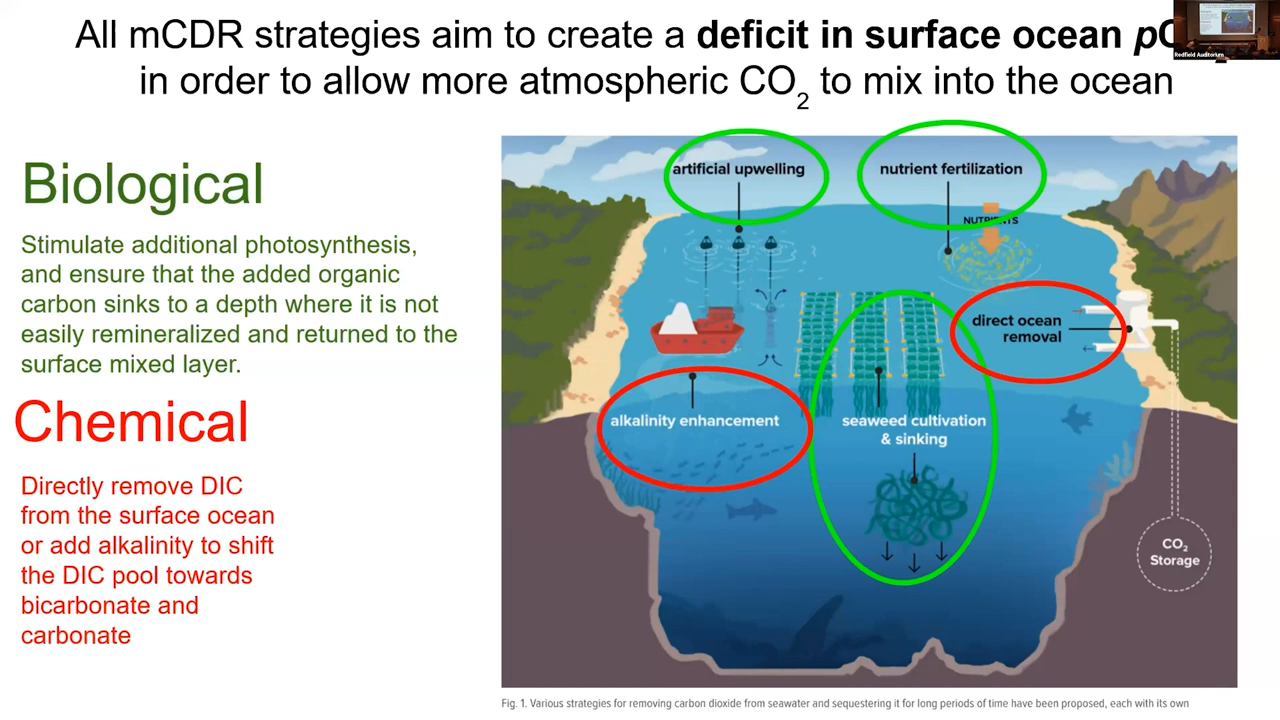 All mCDR strategies aim to create a deficit in surface ocean
in order to allow more atmospheric CO2 to mix into the ocean
Redfield Auditorium
Biological
Stimulate additional photosynthesis,
and ensure that the added organic
carbon sinks to a depth where it is not
easily remineralized and returned to the
surface mixed layer.
Chemical
Directly remove DIC
from the surface ocean
or add alkalinity to shift
the DIC pool towards
bicarbonate and
carbonate
artificial upwelling
nutrient fertilization
NUTRIENTS
direct ocean
removal
alkalinity enhancement
seaweed cultivation
& sinking
CO2
Storage
Fig. 1. Various strategies for removing carbon dioxide from seawater and sequestering it for long periods of time have been proposed, each with its own